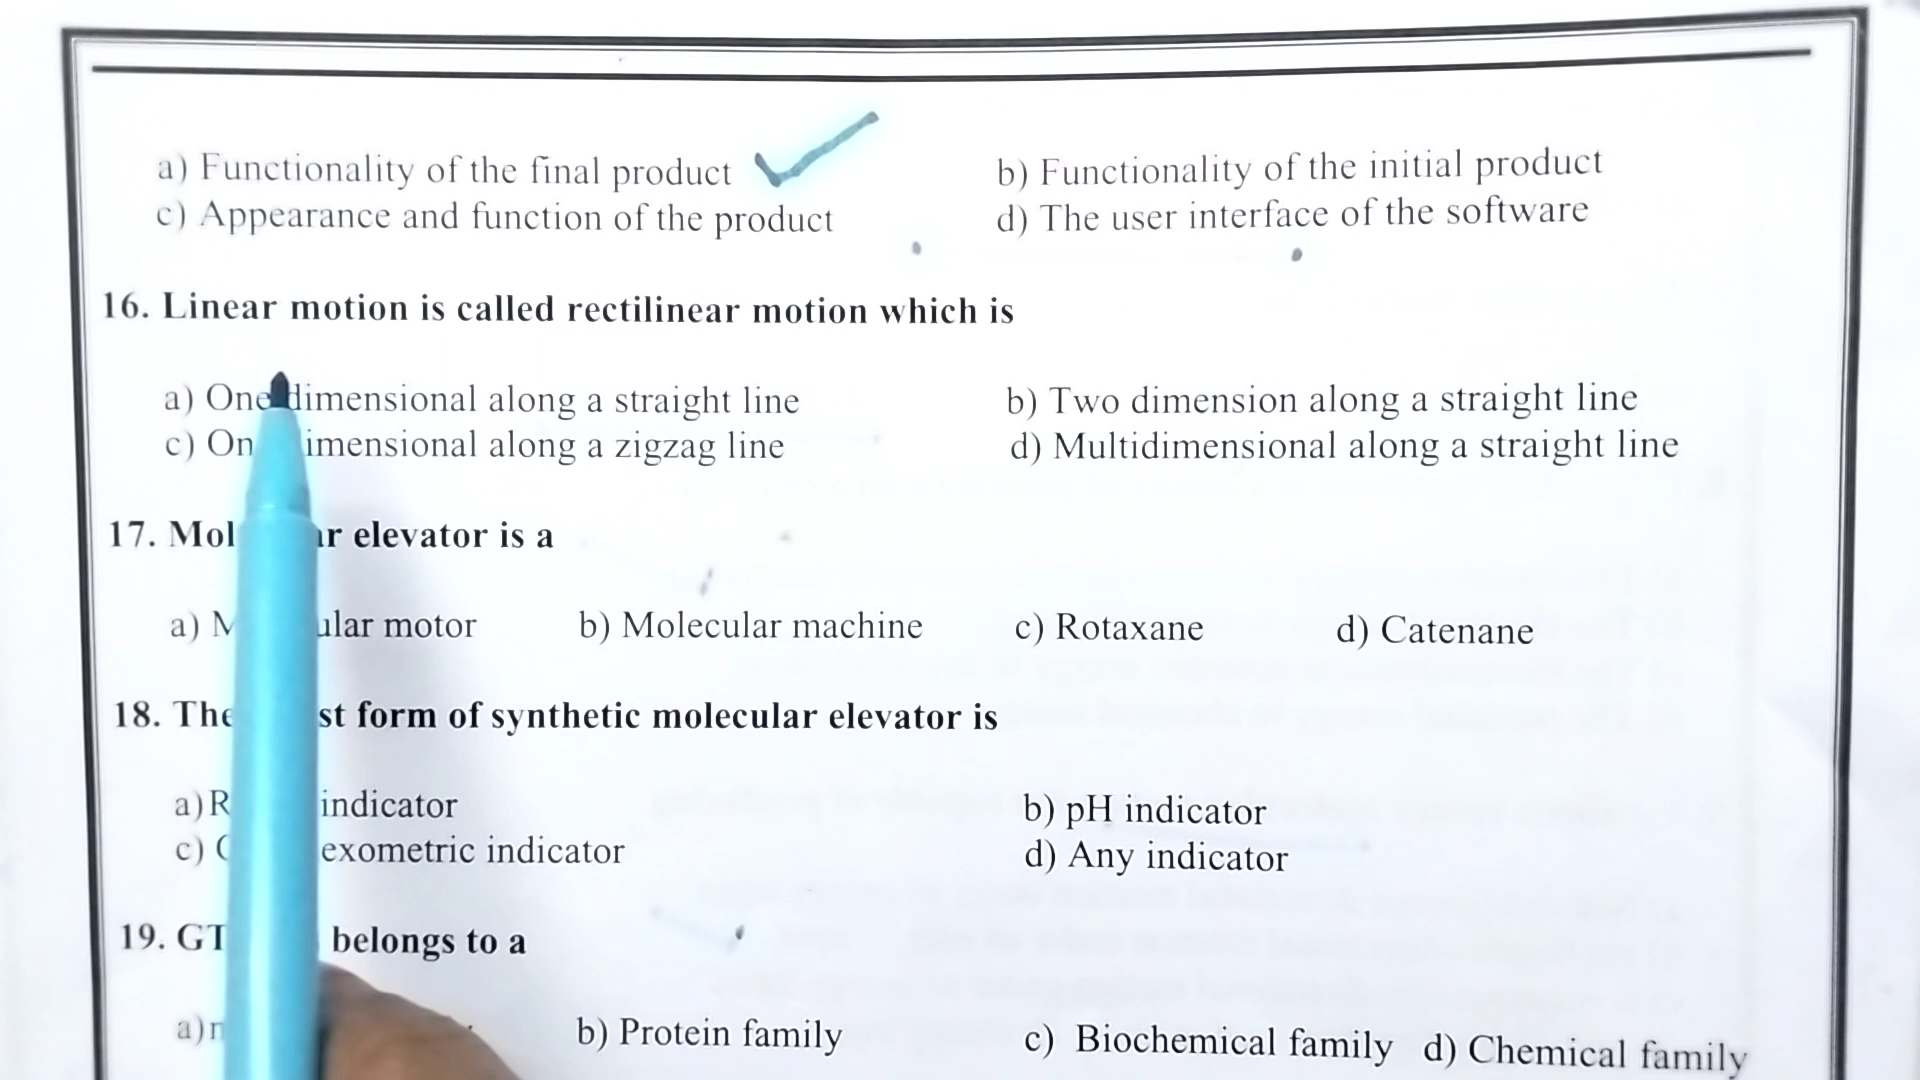 a) Functionality of the final product b) Functionality of the initial product
c) Appearance and function of the product d) The user interface of the software
16. Linear motion is called rectilinear motion which is
a) One dimensional along a straight line b) Two dimension along a straight line
c) On imensional along a zigzag line d) Multidimensional along a straight line
17. Mol r elevator is a
a) M ular motor b) Molecular machine c) Rotaxane d) Catenane
18. The st form of synthetic molecular elevator is
a) R indicator b) pH indicator
c) exometric indicator d) Any indicator
19. GT belongs to a
a) b) Protein family c) Biochemical family d) Chemical family